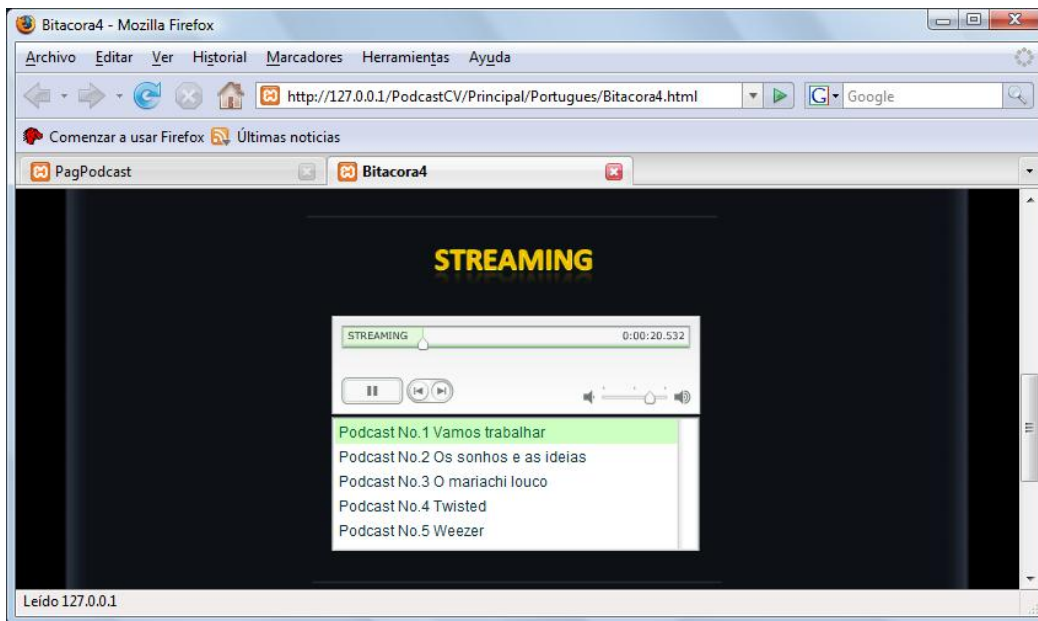 Bitacora4 - Mozilla Firefox
Archivo Editar Ver Historial Marcadores Herramientas Ayuda
http://127.0.0.1/PodcastCV/Principal/Portugues/Bitacora4.html G Google
Comenzar a usar Firefox Últimas noticias
PagPodcast Bitacora4
STREAMING
STREAMING 0:00:20.532
Podcast No.1 Vamos trabalhar
Podcast No.2 Os sonhos e as ideias
Podcast No.3 O mariachi louco
Podcast No.4 Twisted
Podcast No.5 Weezer
Leído 127.0.0.1